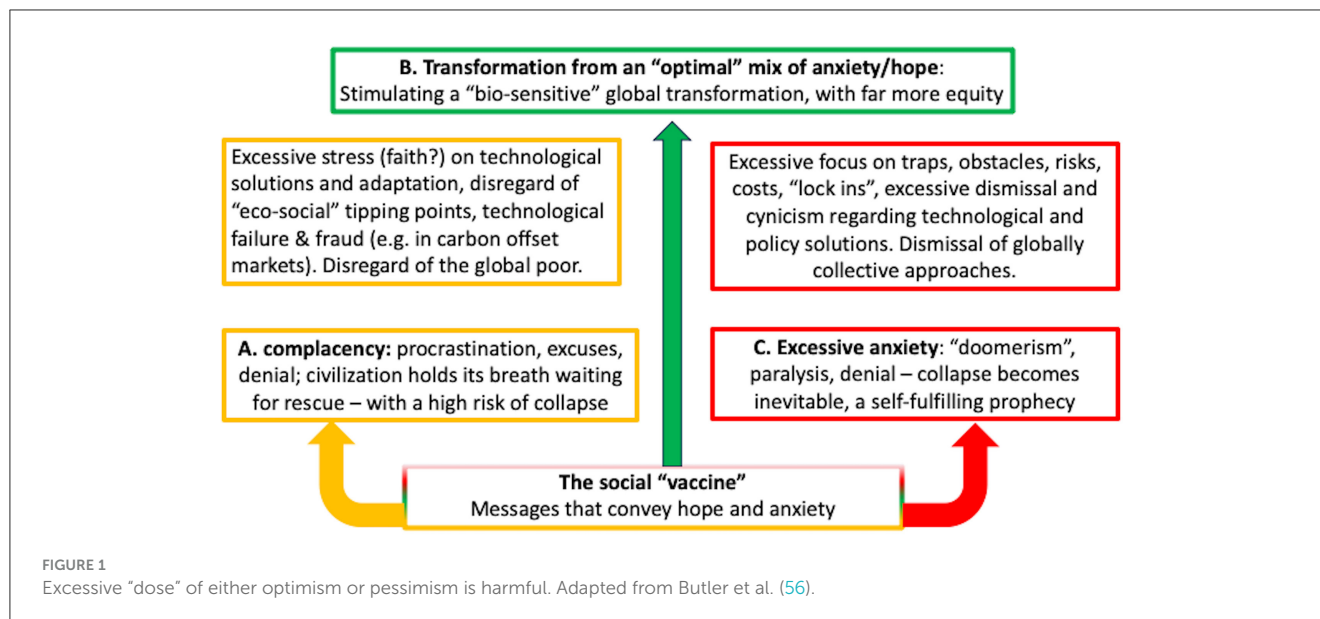 B. Transformation from an “optimal” mix of anxiety/hope:
Stimulating a “bio-sensitive” global transformation, with far more equity
Excessive stress (faith?) on technological
solutions and adaptation, disregard of
“eco-social” tipping points, technological
failure & fraud (e.g. in carbon offset
markets). Disregard of the global poor.
Excessive focus on traps, obstacles, risks,
costs, “lock ins”, excessive dismissal and
cynicism regarding technological and
policy solutions. Dismissal of globally
collective approaches.
A. complacency: procrastination, excuses,
denial; civilization holds its breath waiting
for rescue – with a high risk of collapse
C. Excessive anxiety: “doomerism”,
paralysis, denial – collapse becomes
inevitable, a self-fulfilling prophecy
The social “vaccine”
Messages that convey hope and anxiety
FIGURE 1
Excessive “dose” of either optimism or pessimism is harmful. Adapted from Butler et al. (56).